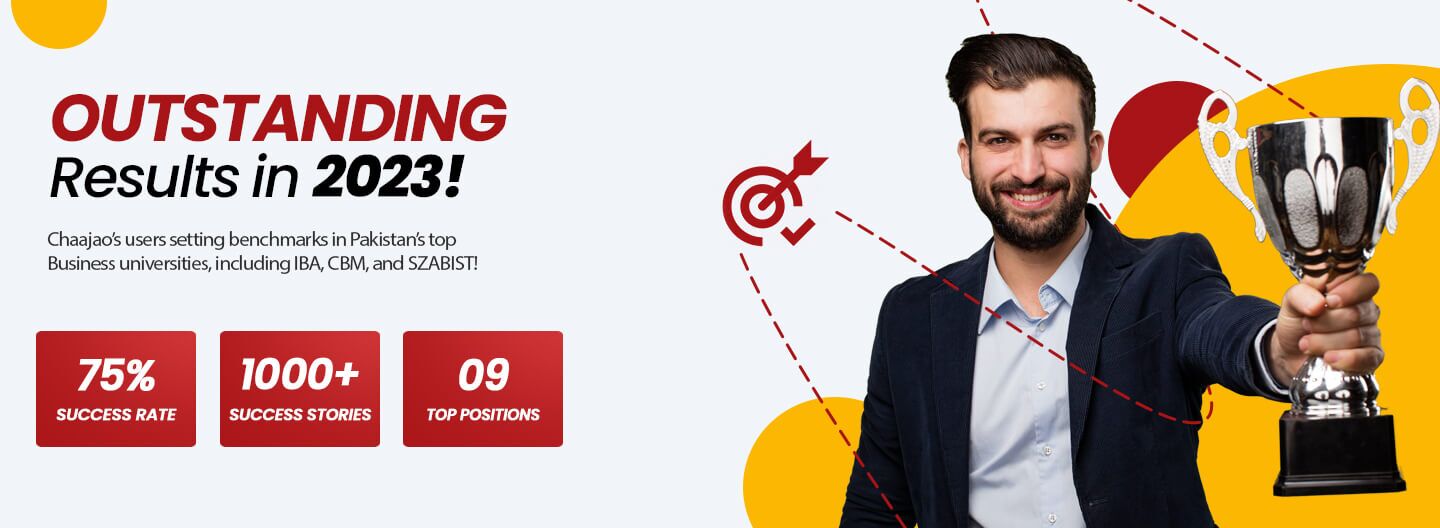 OUTSTANDING
Results in 2023!
Chaajao's users setting benchmarks in Pakistan's top
Business universities, including IBA, CBM, and SZABIST!
75%
SUCCESS RATE
1000+
SUCCESS STORIES
09
TOP POSITIONS